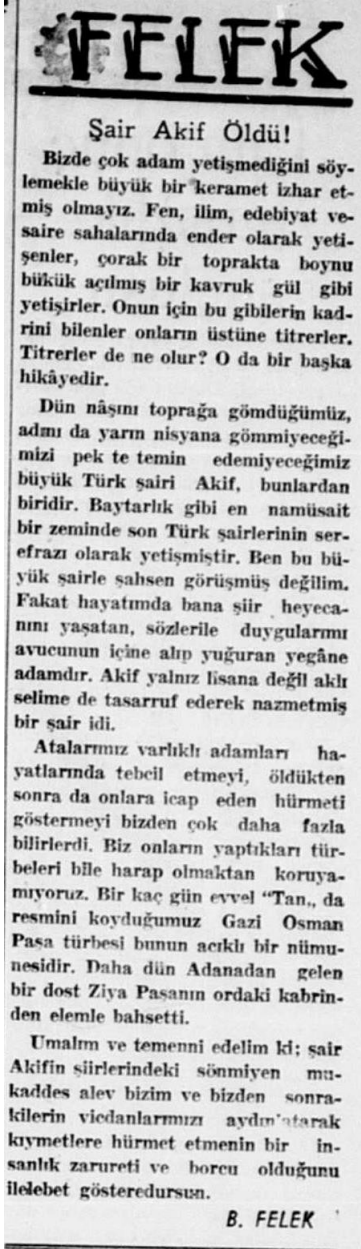 FELEK
Şair Akif Öldü!
Bizde çok adam yetişmediğini söy-
lemekle büyük bir keramet izhar et-
miş olmayız. Fen, ilim, edebiyat ve-
saire sahalarında ender olarak yeti-
şenler, çorak bir toprakta boynu
bükük açılmış bir kavruk gül gibi
yetişirler. Onun için bu gibilerin kad-
rini bilenler onların üstüne titrerler.
Titrerler de ne olur? O da bir başka
hikâyedir.
Dün nâşını toprağa gömdüğümüz,
adını da yarın nisyana gömmiyeceği-
mizi pek te temin edemiyeceğimiz
büyük Türk şairi Akif, bunlardan
biridir. Baytarlık gibi en namüsait
bir zeminde son Türk şairlerinin ser-
efrazı olarak yetişmiştir. Ben bu bü-
yük şairle şahsen görüşmüş değilim.
Fakat hayatımda bana şiir heyeca-
nını yaşatan, sözlerile duygularımı
avucunun içine alıp yuğuran yegâne
adamdır. Akif yalnız lisana değil aklı
selime de tasarruf ederek nazmetmiş
bir şair idi.
Atalarımız varlıklı adamları ha-
yatlarında tebcil etmeyi, öldükten
sonra da onlara icap eden hürmeti
göstermeyi bizden çok daha fazla
bilirlerdi. Biz onların yaptıkları tür-
beleri bile harap olmaktan koruya-
mıyoruz. Bir kaç gün evvel “Tan„ da
resmini koyduğumuz Gazi Osman
Paşa türbesi bunun acıklı bir nümu-
nesidir. Daha dün Adanadan gelen
bir dost Ziya Paşanın ordaki kabrin-
den elemle bahsetti.
Umalım ve temenni edelim ki; şair
Akifin şiirlerindeki sönmiyen mu-
kaddes alev bizim ve bizden sonra-
kilerin vicdanlarımızı aydın'atarak
kıymetlere hürmet etmenin bir in-
sanlık zarureti ve borcu olduğunu
ilelebet gösteredursun.
B. FELEK